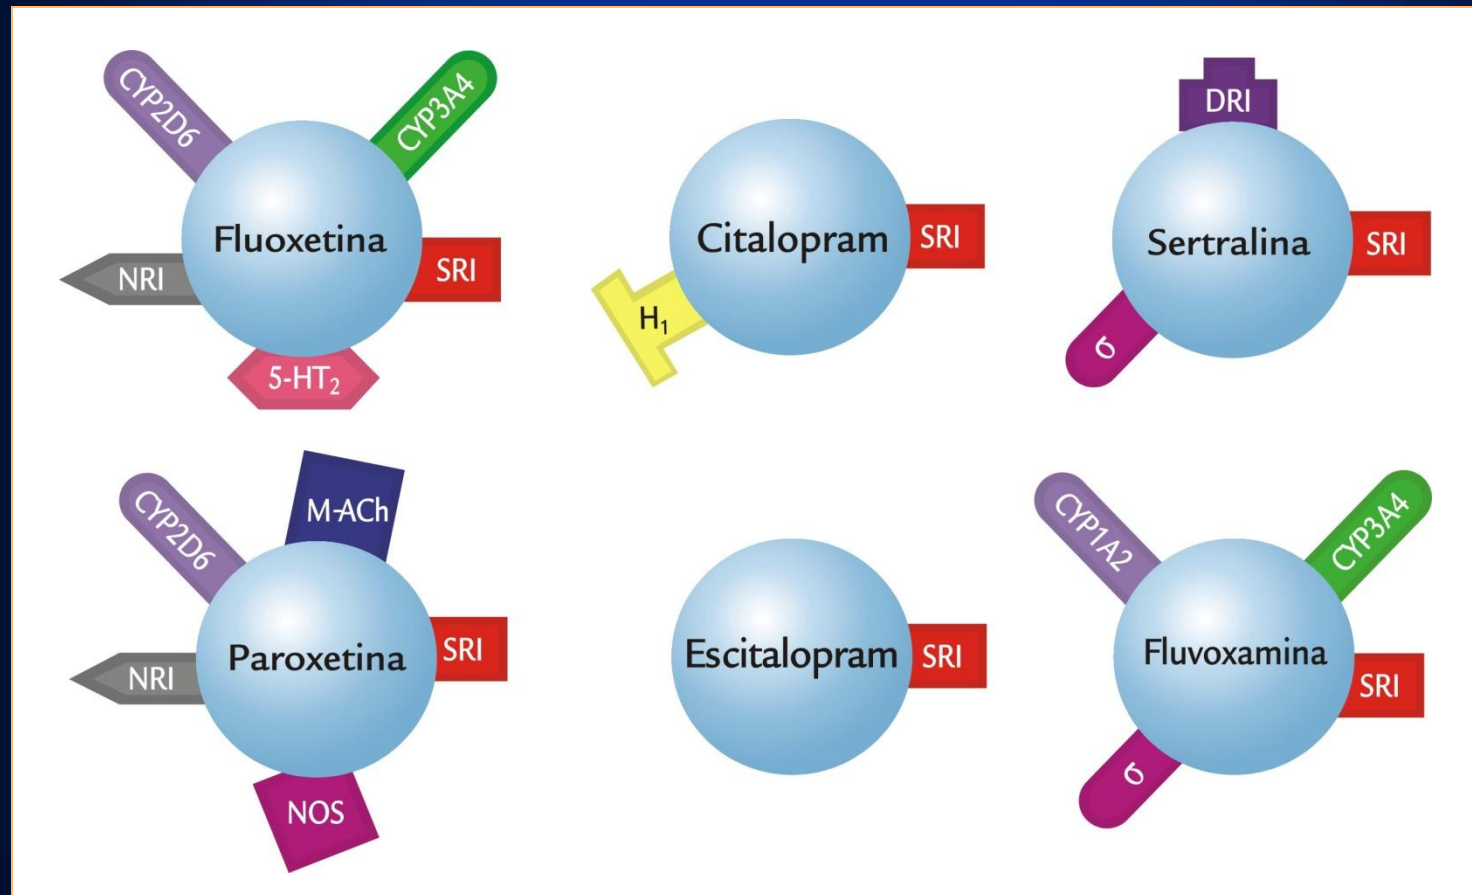 CYP2D6
CYP3A4
Fluoxetina
NRI
SRI
5-HT₂
Citalopram
SRI
H₁
DRI
Sertralina
SRI
σ
CYP2D6
M-ACh
Paroxetina
SRI
NRI
NOS
Escitalopram
SRI
CYP1A2
CYP3A4
Fluvoxamina
SRI
σ